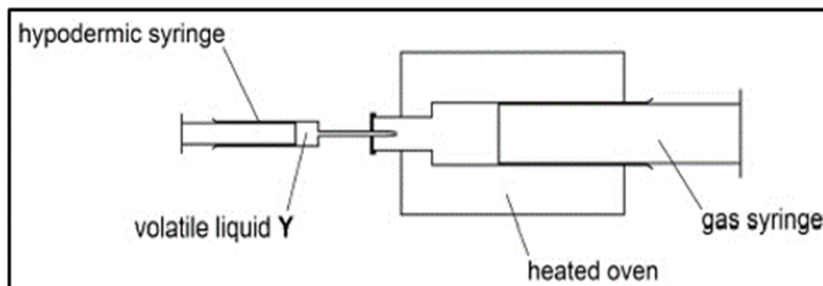 hypodermic syringe
volatile liquid Y
gas syringe
heated oven